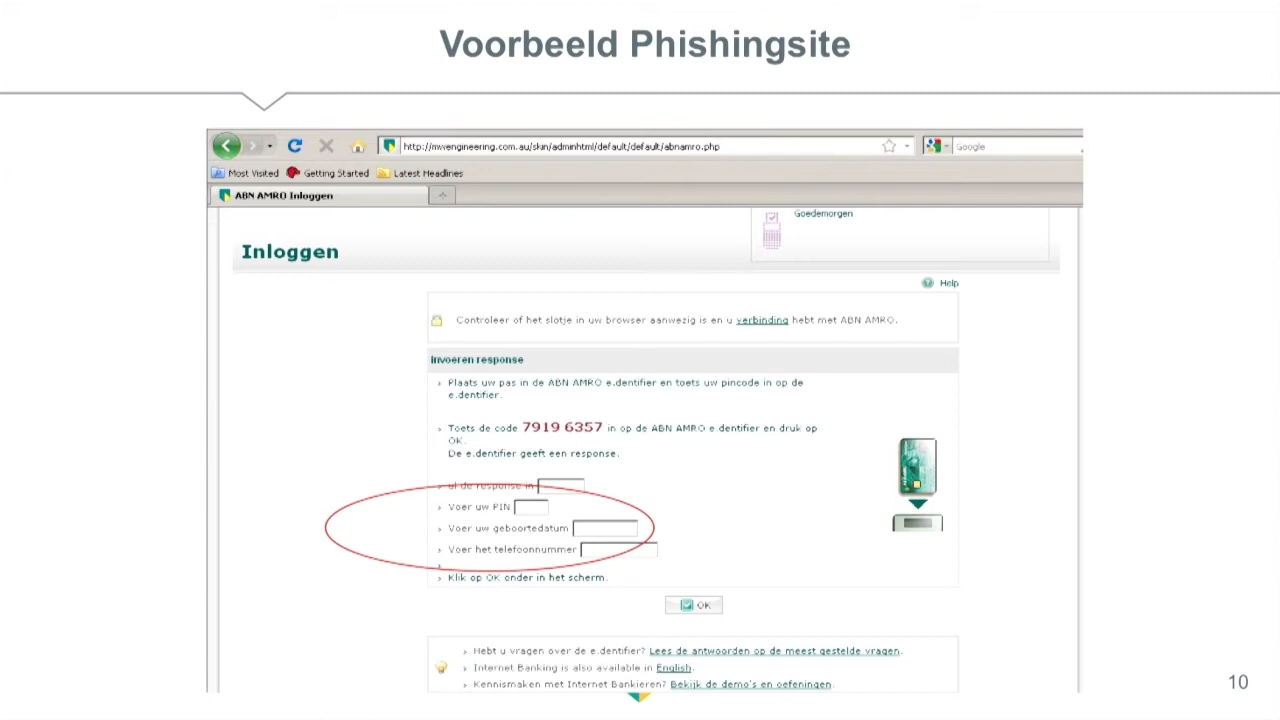 Voorbeeld Phishingsite
http://mwengineering.com.au/skin/adminhtml/default/default/abnamro.php
Google
Most Visited Getting Started Latest Headlines
ABN AMRO Inloggen
Goedemorgen
Inloggen
Help
Controleer of het slotje in uw browser aanwezig is en u verbinding hebt met ABN AMRO.
invoeren response
› Plaats uw pas in de ABN AMRO e.dentifier en toets uw pincode in op de
e.dentifier.
› Toets de code 7919 6357 in op de ABN AMRO e.dentifier en druk op
OK.
De e.dentifier geeft een response.
› ul de response in
› Voer uw PIN
› Voer uw geboortedatum
› Voer het telefoonnummer
›
› Klik op OK onder in het scherm.
OK
› Hebt u vragen over de e.dentifier? Lees de antwoorden op de meest gestelde vragen.
› Internet Banking is also available in English.
› Kennismaken met Internet Bankieren? Bekijk de demo's en oefeningen.
10